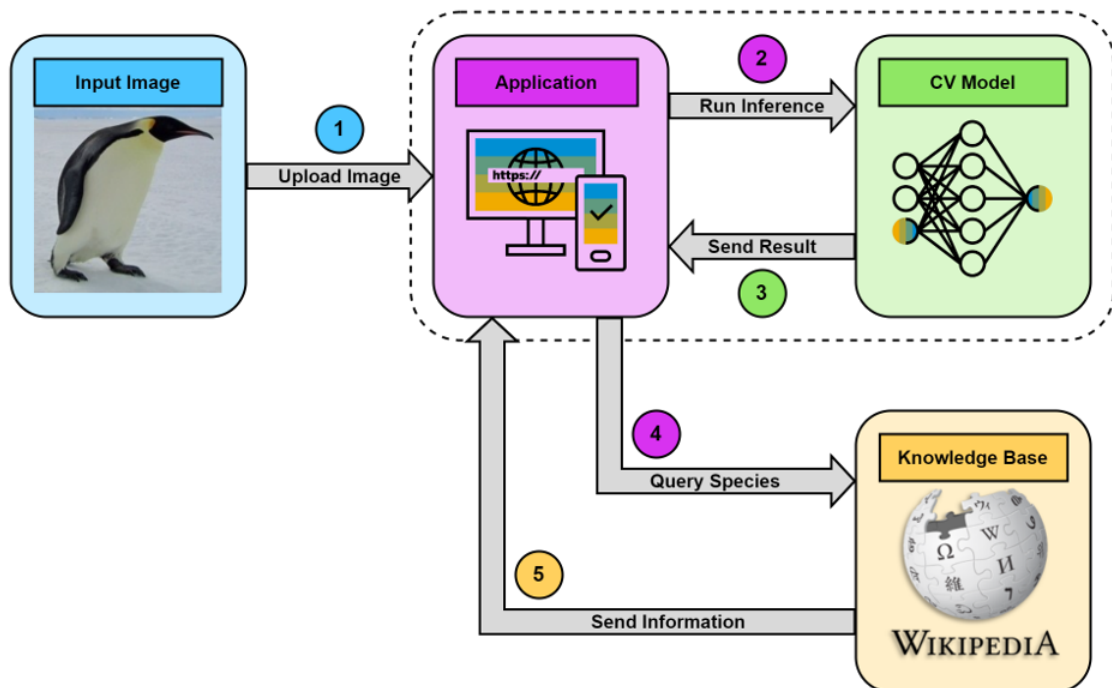 Input Image
1
Upload Image
Application
https://
2
Run Inference
CV Model
Send Result
3
4
Query Species
Knowledge Base
Ω
W
И
維
WIKIPEDIA
5
Send Information